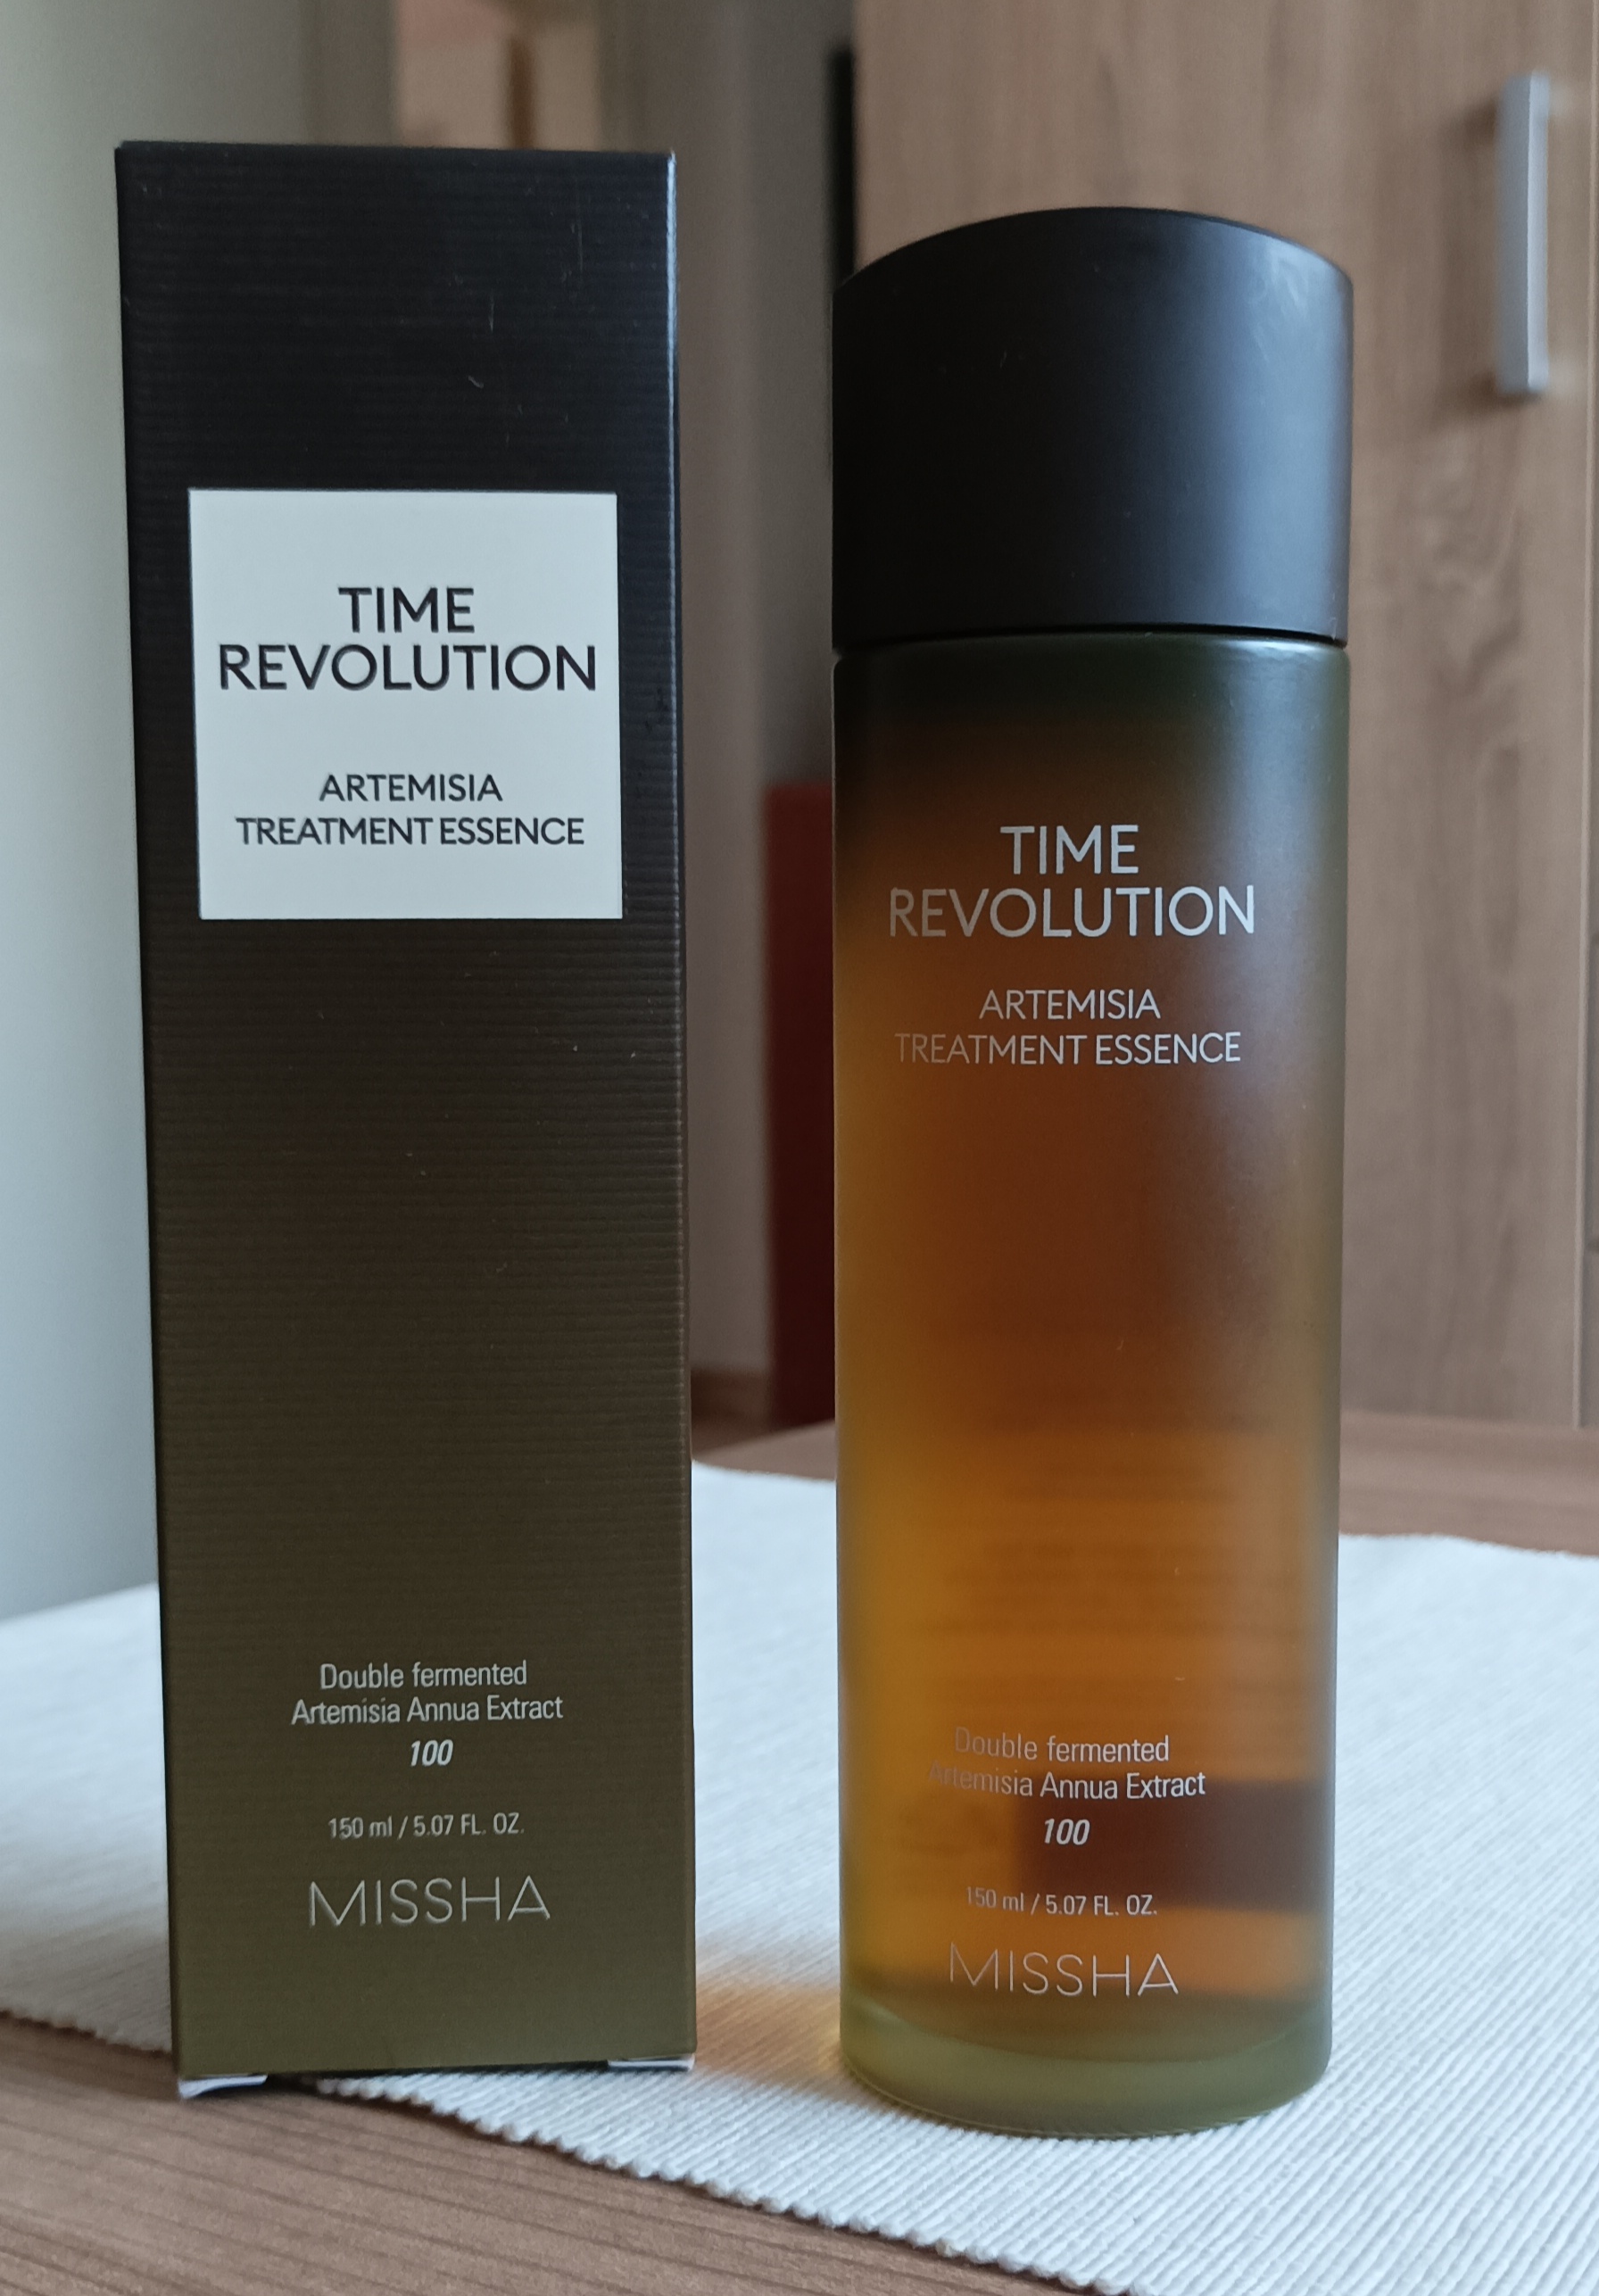 TIME
REVOLUTION
ARTEMISIA
TREATMENT ESSENCE
Double fermented
Artemisia Annua Extract
100
150 ml / 5.07 FL. OZ.
MISSHA
TIME
REVOLUTION
ARTEMISIA
TREATMENT ESSENCE
Double fermented
Artemisia Annua Extract
100
150 ml / 5.07 FL. OZ.
MISSHA